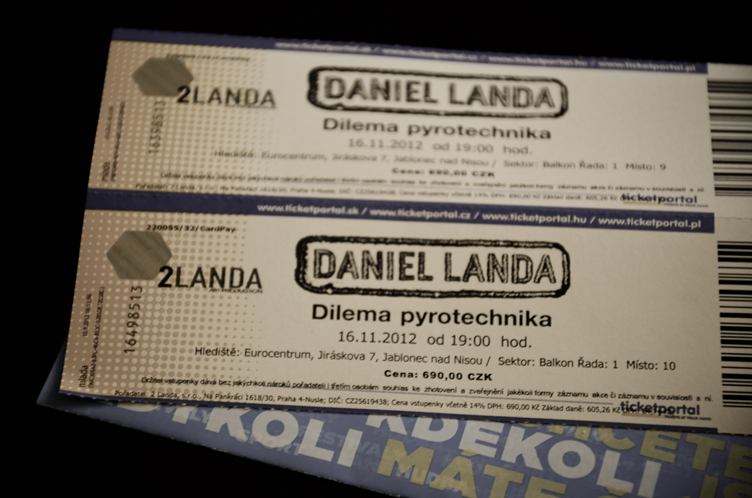 www.ticketportal.sk / www.ticketportal.cz / www.ticketportal.hu / www.ticketportal.pl
2LANDA
DANIEL LANDA
Dilema pyrotechnika
16.11.2012 od 19:00 hod.
Hlediště: Eurocentrum, Jiráskova 7, Jablonec nad Nisou / Sektor: Balkon Řada: 1 Místo: 9
Cena: 690,00 CZK
ticketportal
16498513
www.ticketportal.sk / www.ticketportal.cz / www.ticketportal.hu / www.ticketportal.pl
220055/32/CardPay
2LANDA
DANIEL LANDA
Dilema pyrotechnika
16.11.2012 od 19:00 hod.
Hlediště: Eurocentrum, Jiráskova 7, Jablonec nad Nisou / Sektor: Balkon Řada: 1 Místo: 10
Cena: 690,00 CZK
Držitel vstupenky dává bez jakýchkoli nároků pořadateli i třetím osobám souhlas ke zhotovení a zveřejnění jakékoli formy záznamu akce či záznamu v souvislosti s ní.
Pořadatel: 2 Landa, s.r.o., Na Pankráci 1618/30, Praha 4-Nusle; DIČ: CZ25619438; Cena vstupenky včetně 14% DPH: 690,00 Kč Základ daně: 605,26 Kč
ticketportal
16498513
KDEKOLI
MÁTE